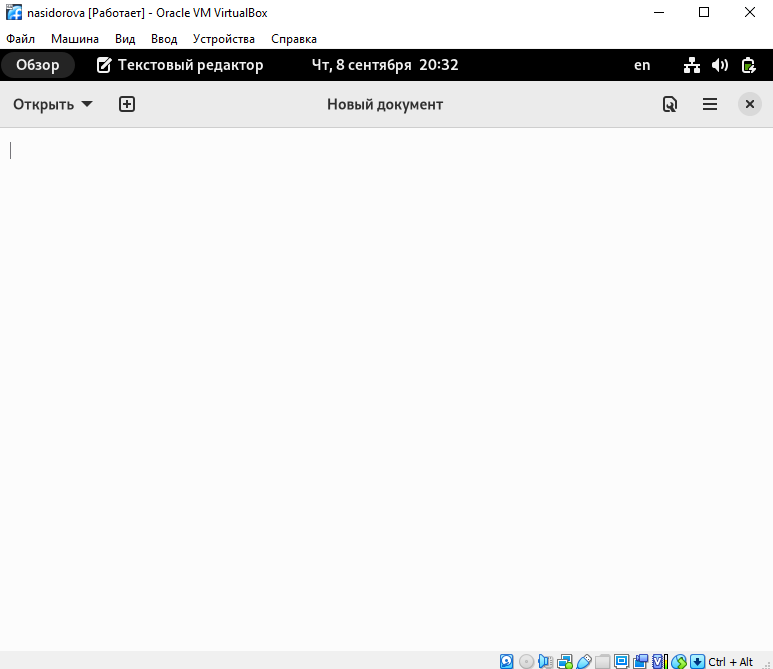 nasidorova [Работает] - Oracle VM VirtualBox
Файл Машина Вид Ввод Устройства Справка
Обзор Текстовый редактор Чт, 8 сентября 20:32 en
Открыть Новый документ
Ctrl + Alt